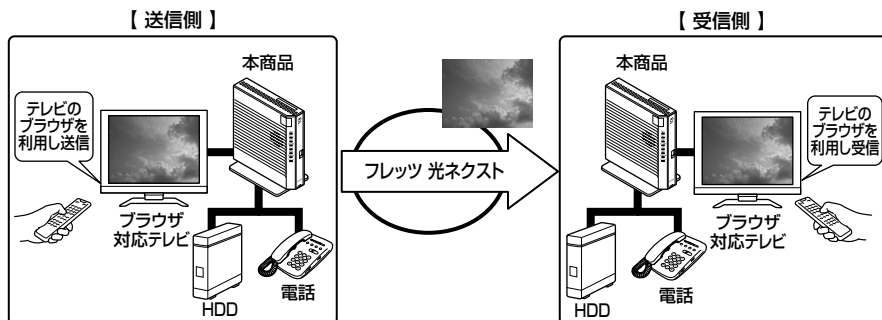 【 送信側 】
本商品
テレビの
ブラウザを
利用し送信
ブラウザ
対応テレビ
HDD
電話
フレッツ 光ネクスト
【 受信側 】
本商品
テレビの
ブラウザを
利用し受信
ブラウザ
対応テレビ
電話
HDD